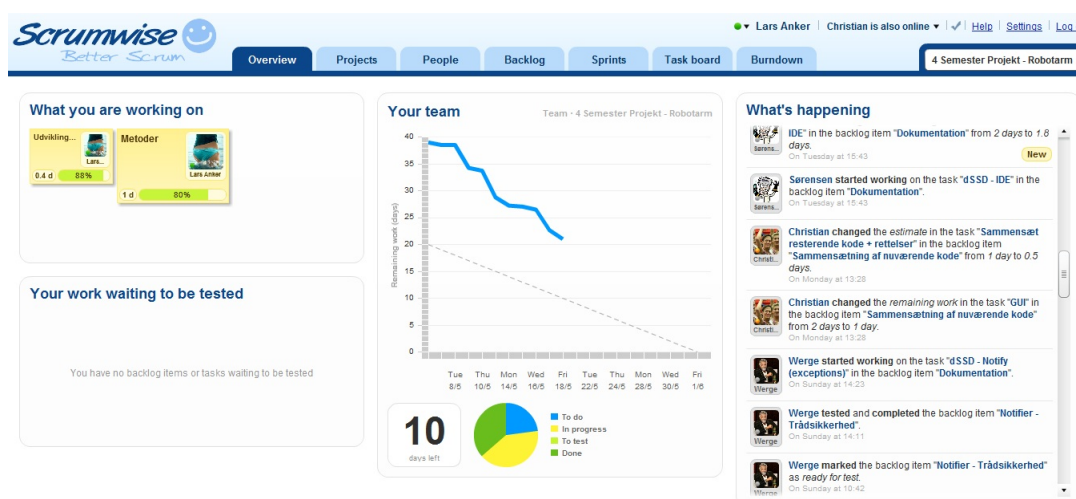 Scrumwise
Better Scrum
Lars Anker
Christian is also online
Help
Settings
Log
Overview
Projects
People
Backlog
Sprints
Task board
Burndown
4 Semester Projekt - Robotarm
What you are working on
Udvikling...
Lars...
0.4 d
88%
Metoder
Lars Anker
1 d
80%
Your work waiting to be tested
You have no backlog items or tasks waiting to be tested
Your team
Team · 4 Semester Projekt - Robotarm
Remaining work (days)
40
35
30
25
20
15
10
5
0
Tue Thu Mon Wed Fri Tue Thu Mon Wed Fri
8/5 10/5 14/5 16/5 18/5 22/5 24/5 28/5 30/5 1/6
10
days left
To do
In progress
To test
Done
What's happening
Sørens...
IDE" in the backlog item "Dokumentation" from 2 days to 1.8
days.
On Tuesday at 15:43
New
Sørens...
Sørensen started working on the task "dSSD - IDE" in the
backlog item "Dokumentation".
On Tuesday at 15:43
Christi...
Christian changed the estimate in the task "Sammensæt
resterende kode + rettelser" in the backlog item
"Sammensætning af nuværende kode" from 1 day to 0.5
days.
On Monday at 13:28
Christi...
Christian changed the remaining work in the task "GUI" in
the backlog item "Sammensætning af nuværende kode"
from 2 days to 1 day.
On Monday at 13:28
Werge
Werge started working on the task "dSSD - Notify
(exceptions)" in the backlog item "Dokumentation".
On Sunday at 14:23
Werge
Werge tested and completed the backlog item "Notifier -
Trådsikkerhed".
On Sunday at 14:11
Werge
Werge marked the backlog item "Notifier - Trådsikkerhed"
as ready for test.
On Sunday at 10:42